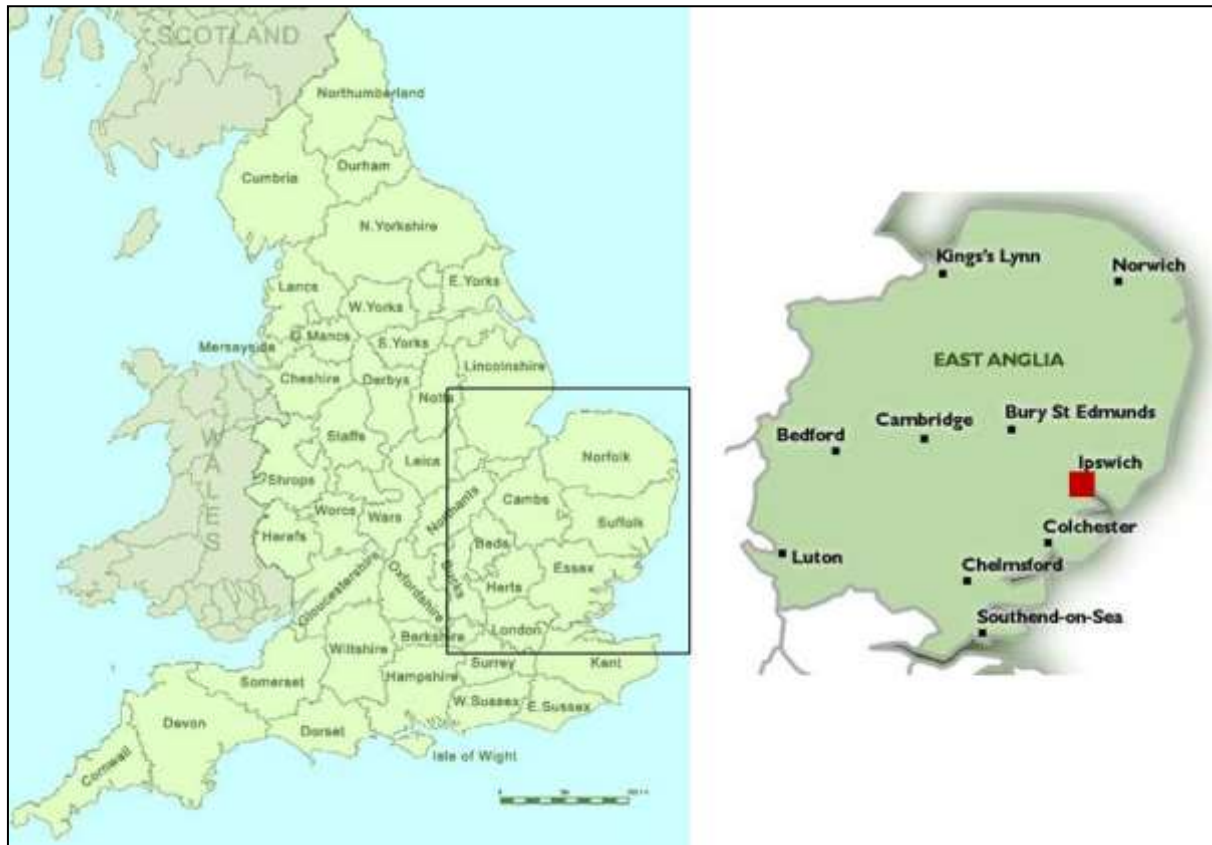 SCOTLAND
Northumberland
Durham
Cumbria
N.Yorkshire
E.Yorks
Lancs
W.Yorks
G.Mancs
S.Yorks
Merseyside
Lincolnshire
Cheshire
Derbys
Notts
WALES
Staffs
Leics
Norfolk
Shrops
Northants
Cambs
Worcs
Wars
Suffolk
Herefs
Beds
Gloucestershire
Oxfordshire
Bucks
Essex
Herts
London
Berkshire
Wiltshire
Surrey
Kent
Somerset
Hampshire
W.Sussex
E.Sussex
Devon
Dorset
Cornwall
Isle of Wight
0
King's Lynn
Norwich
EAST ANGLIA
Bury St Edmunds
Cambridge
Bedford
Ipswich
Colchester
Luton
Chelmsford
Southend-on-Sea